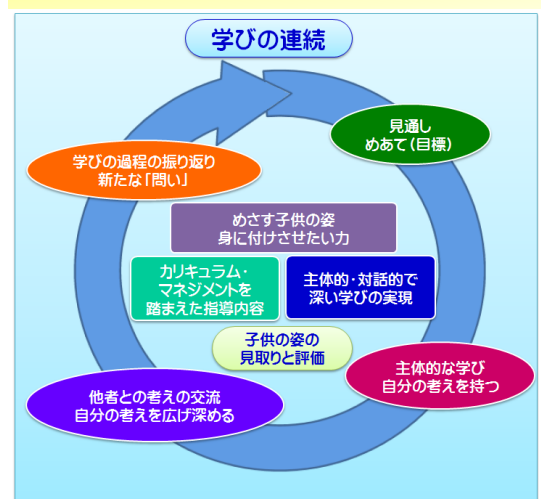 学びの連続
見通し
めあて(目標)
学びの過程の振り返り
新たな「問い」
めざす子供の姿
身に付けさせたい力
カリキュラム・
マネジメントを
踏まえた指導内容
主体的・対話的で
深い学びの実現
子供の姿の
見取りと評価
主体的な学び
自分の考えを持つ
他者との考えの交流
自分の考えを広げ深める